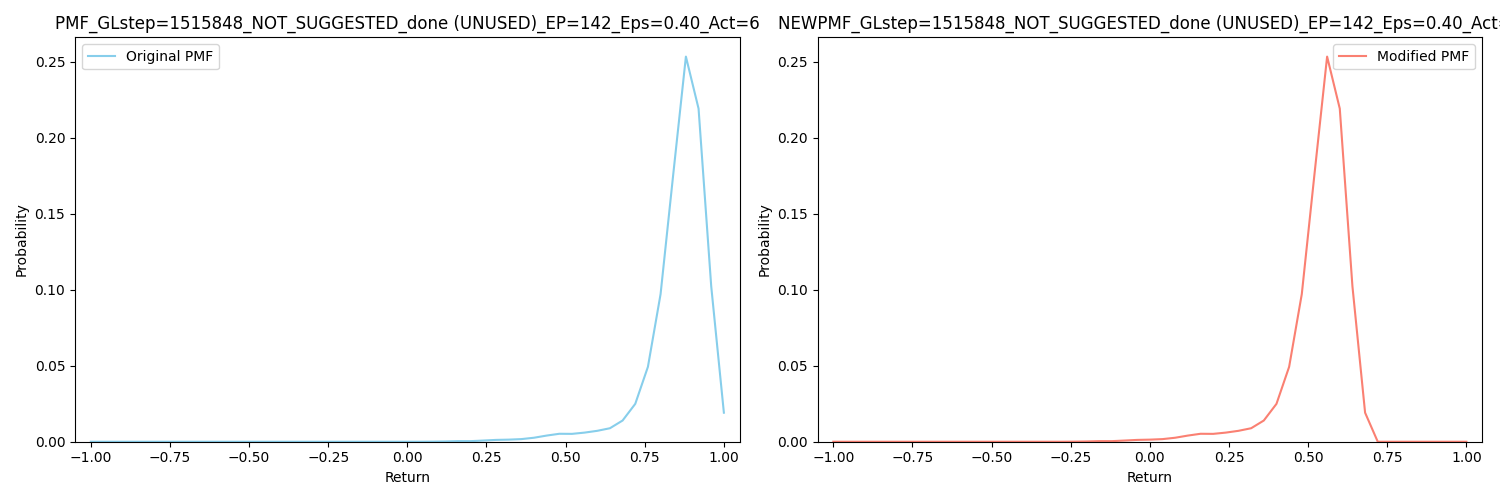 PMF_GLstep=1515848_NOT_SUGGESTED_done (UNUSED)_EP=142_Eps=0.40_Act=6
Original PMF
Probability
0.25
0.20
0.15
0.10
0.05
0.00
−1.00 −0.75 −0.50 −0.25 0.00 0.25 0.50 0.75 1.00
Return
NEWPMF_GLstep=1515848_NOT_SUGGESTED_done (UNUSED)_EP=142_Eps=0.40_Act=
Modified PMF
Probability
0.25
0.20
0.15
0.10
0.05
0.00
−1.00 −0.75 −0.50 −0.25 0.00 0.25 0.50 0.75 1.00
Return